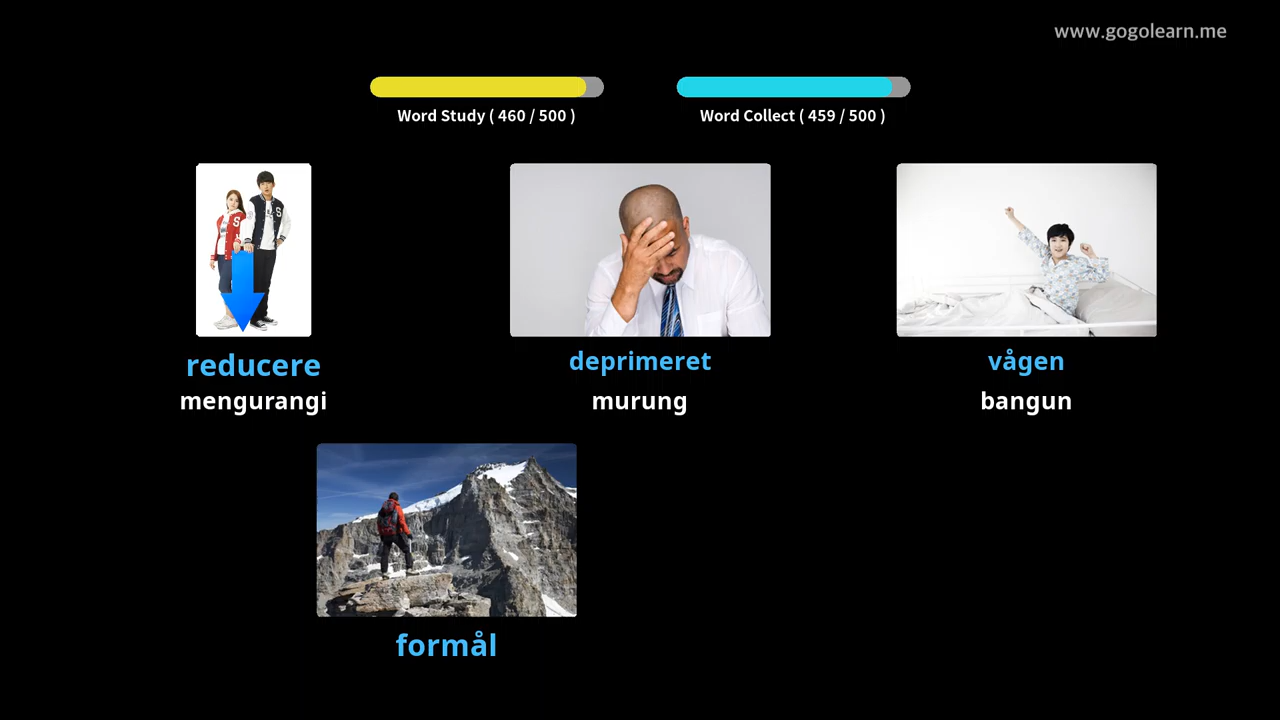 www.gogolearn.me
Word Study ( 460 / 500 )
Word Collect ( 459 / 500 )
S
S
reducere
mengurangi
deprimeret
murung
vågen
bangun
formål